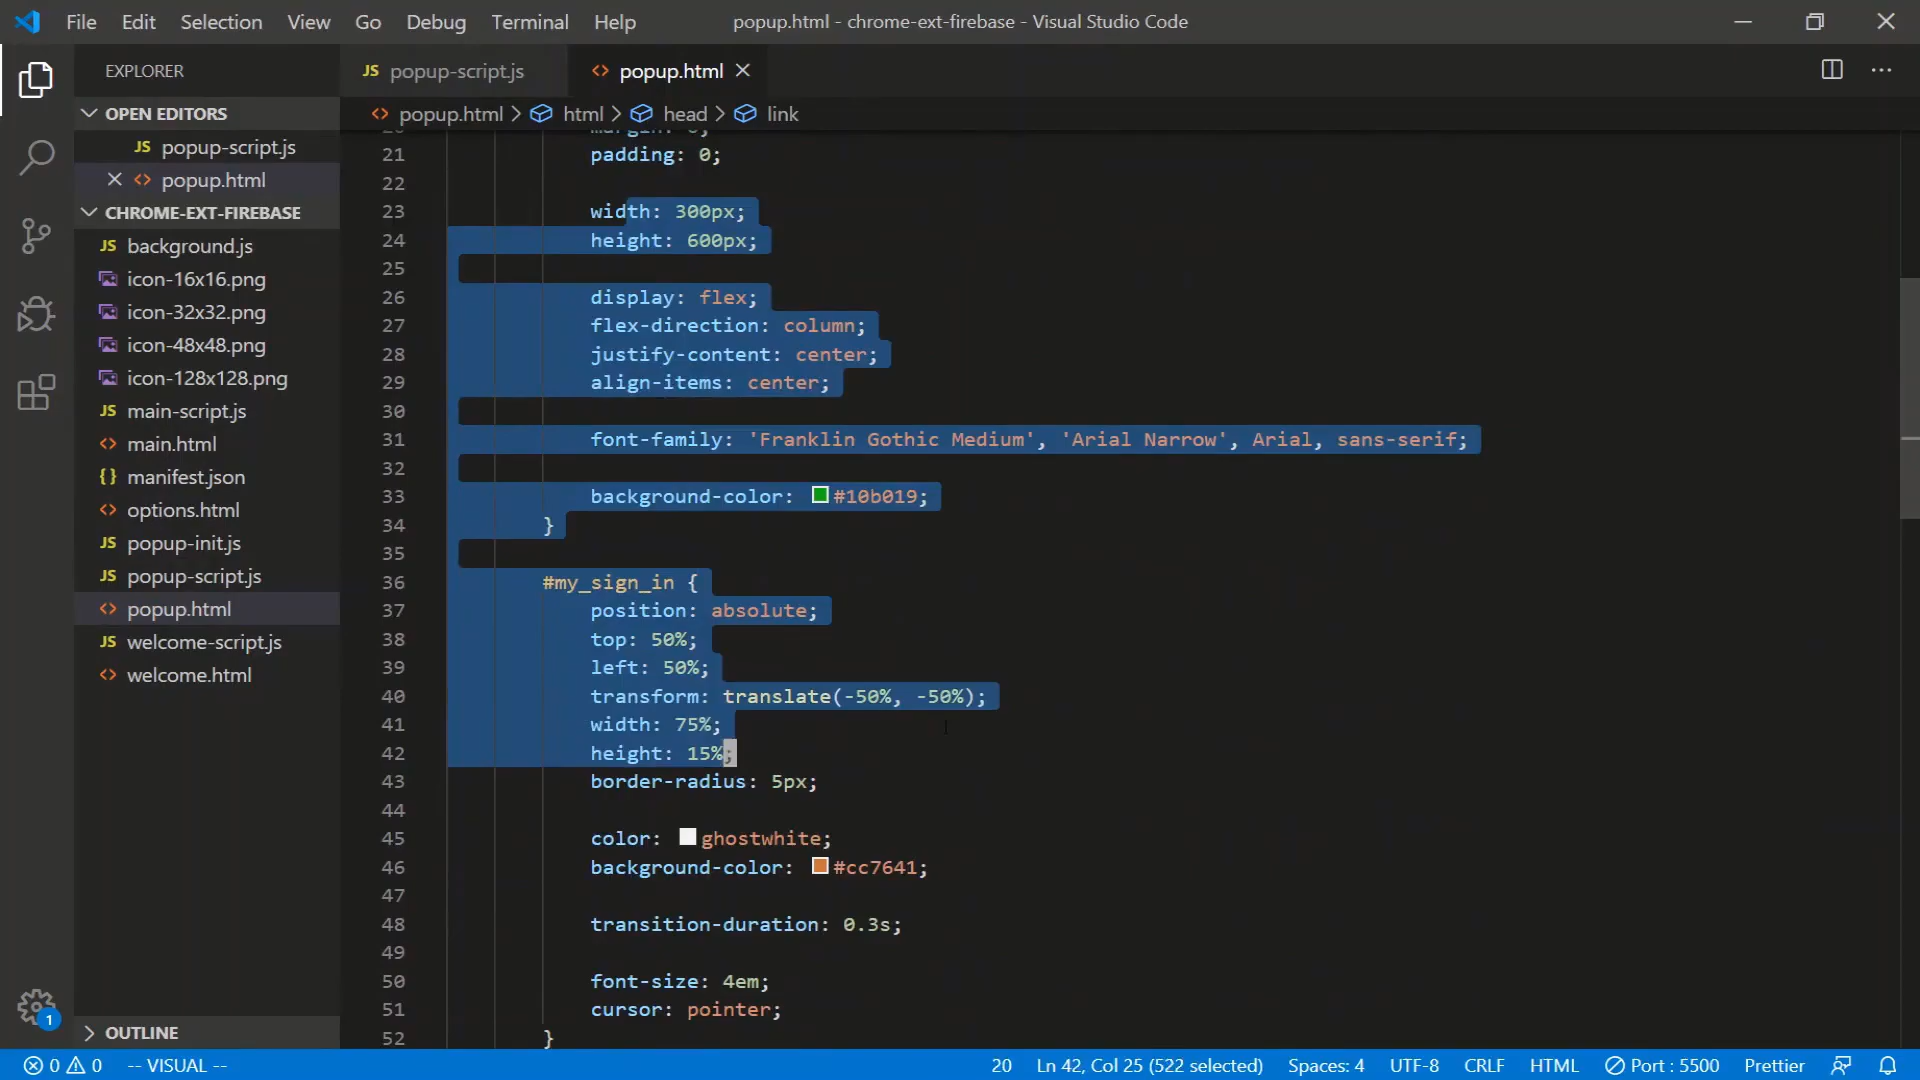 File Edit Selection View Go Debug Terminal Help popup.html - chrome-ext-firebase - Visual Studio Code
EXPLORER
OPEN EDITORS
JS popup-script.js
popup.html
CHROME-EXT-FIREBASE
JS background.js
icon-16x16.png
icon-32x32.png
icon-48x48.png
icon-128x128.png
JS main-script.js
main.html
{} manifest.json
options.html
JS popup-init.js
JS popup-script.js
popup.html
JS welcome-script.js
welcome.html
OUTLINE
JS popup-script.js <> popup.html
<> popup.html > html > head > link
20 margin: 0;
21 padding: 0;
22
23 width: 300px;
24 height: 600px;
25
26 display: flex;
27 flex-direction: column;
28 justify-content: center;
29 align-items: center;
30
31 font-family: 'Franklin Gothic Medium', 'Arial Narrow', Arial, sans-serif;
32
33 background-color: #10b019;
34 }
35
36 #my_sign_in {
37 position: absolute;
38 top: 50%;
39 left: 50%;
40 transform: translate(-50%, -50%);
41 width: 75%;
42 height: 15%;
43 border-radius: 5px;
44
45 color: ghostwhite;
46 background-color: #cc7641;
47
48 transition-duration: 0.3s;
49
50 font-size: 4em;
51 cursor: pointer;
52 }
1
0 0 -- VISUAL -- 20 Ln 42, Col 25 (522 selected) Spaces: 4 UTF-8 CRLF HTML Port : 5500 Prettier